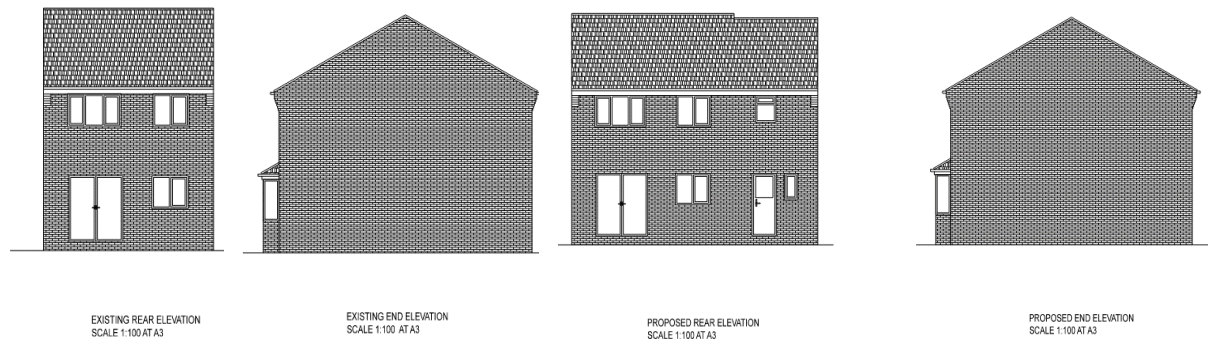 EXISTING REAR ELEVATION
SCALE 1:100 AT A3
EXISTING END ELEVATION
SCALE 1:100 AT A3
PROPOSED REAR ELEVATION
SCALE 1:100 AT A3
PROPOSED END ELEVATION
SCALE 1:100 AT A3